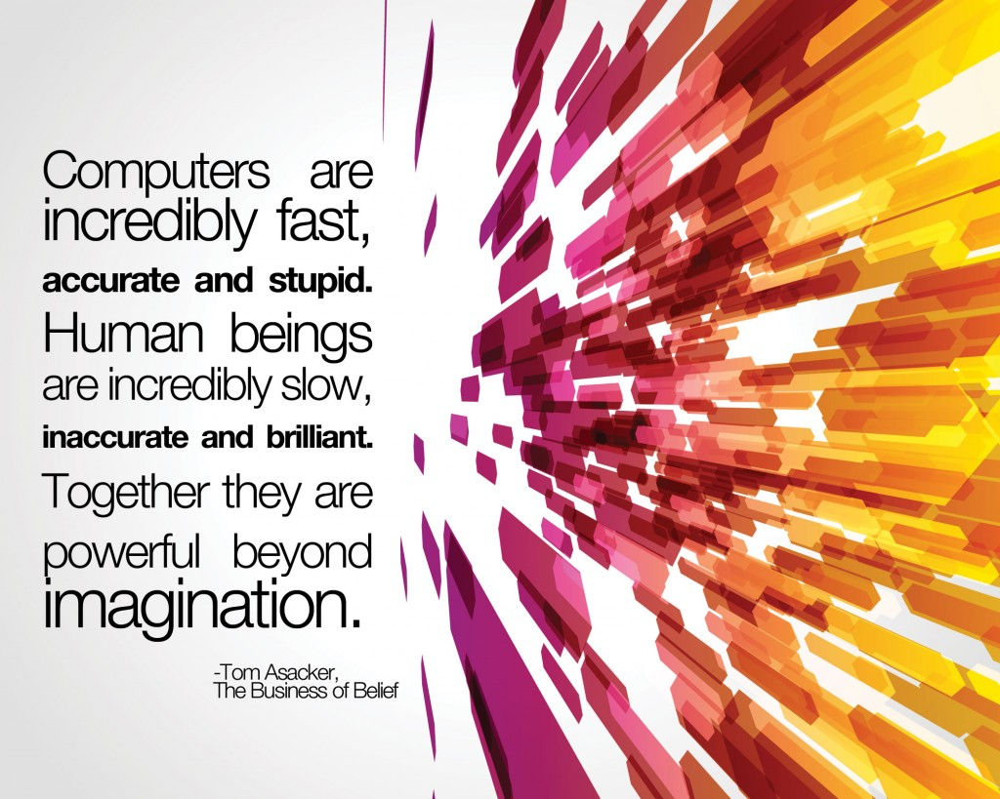 Computers are
incredibly fast,
accurate and stupid.
Human beings
are incredibly slow,
inaccurate and brilliant.
Together they are
powerful beyond
imagination.
-Tom Asacker,
The Business of Belief